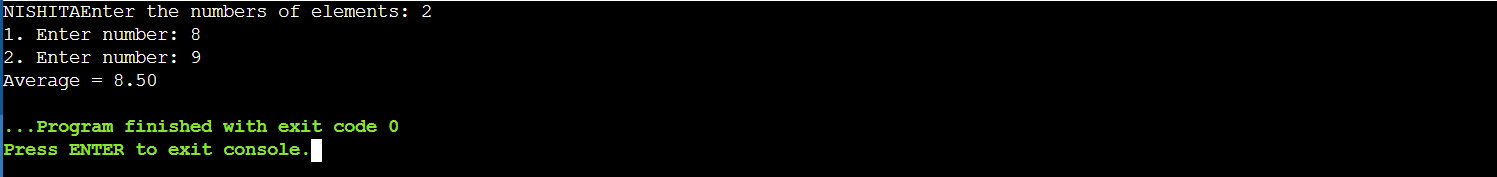 NISHITAEnter the numbers of elements: 2
1. Enter number: 8
2. Enter number: 9
Average = 8.50
...Program finished with exit code 0
Press ENTER to exit console.